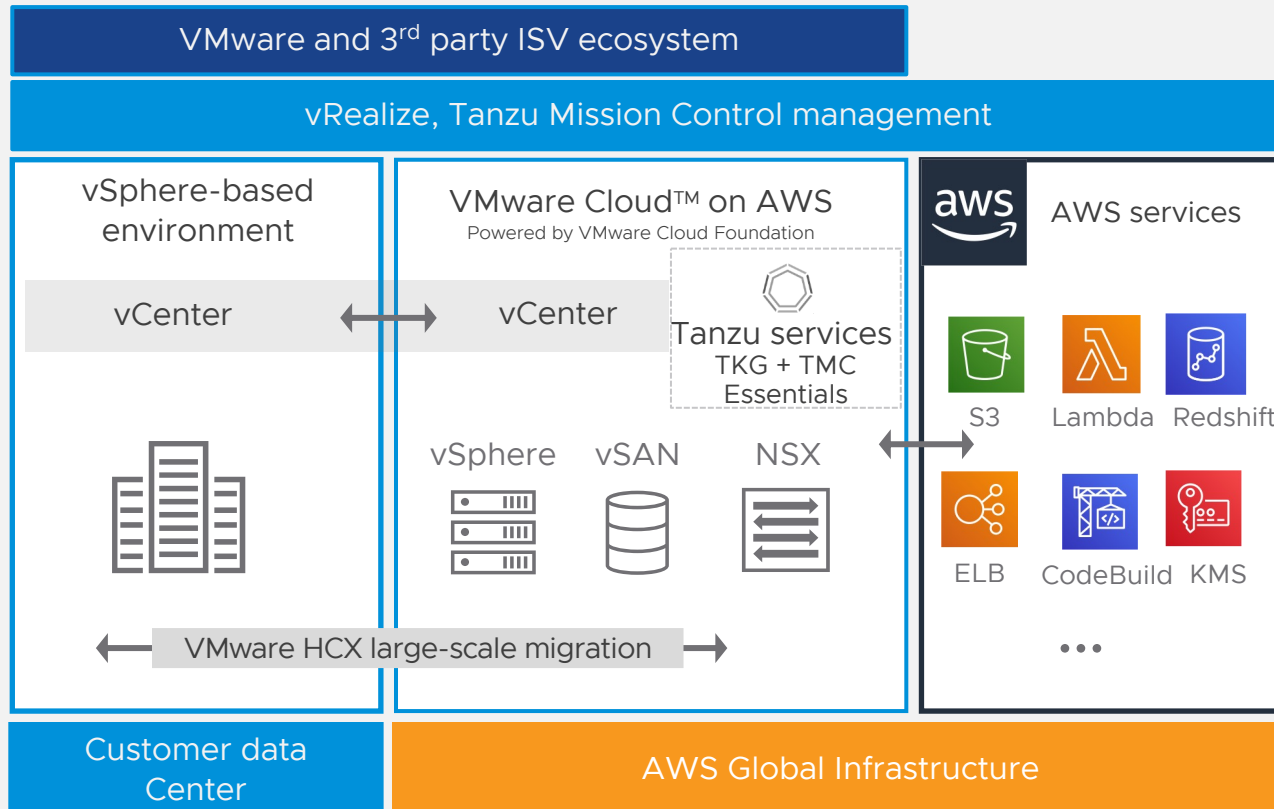 VMware and 3rd party ISV ecosystem
vRealize, Tanzu Mission Control management
vSphere-based
environment
vCenter
VMware Cloud™ on AWS
Powered by VMware Cloud Foundation
vCenter
Tanzu services
TKG + TMC
Essentials
vSphere
vSAN
NSX
VMware HCX large-scale migration
aws
AWS services
S3
Lambda
Redshift
</>
ELB
CodeBuild
KMS
•••
Customer data
Center
AWS Global Infrastructure